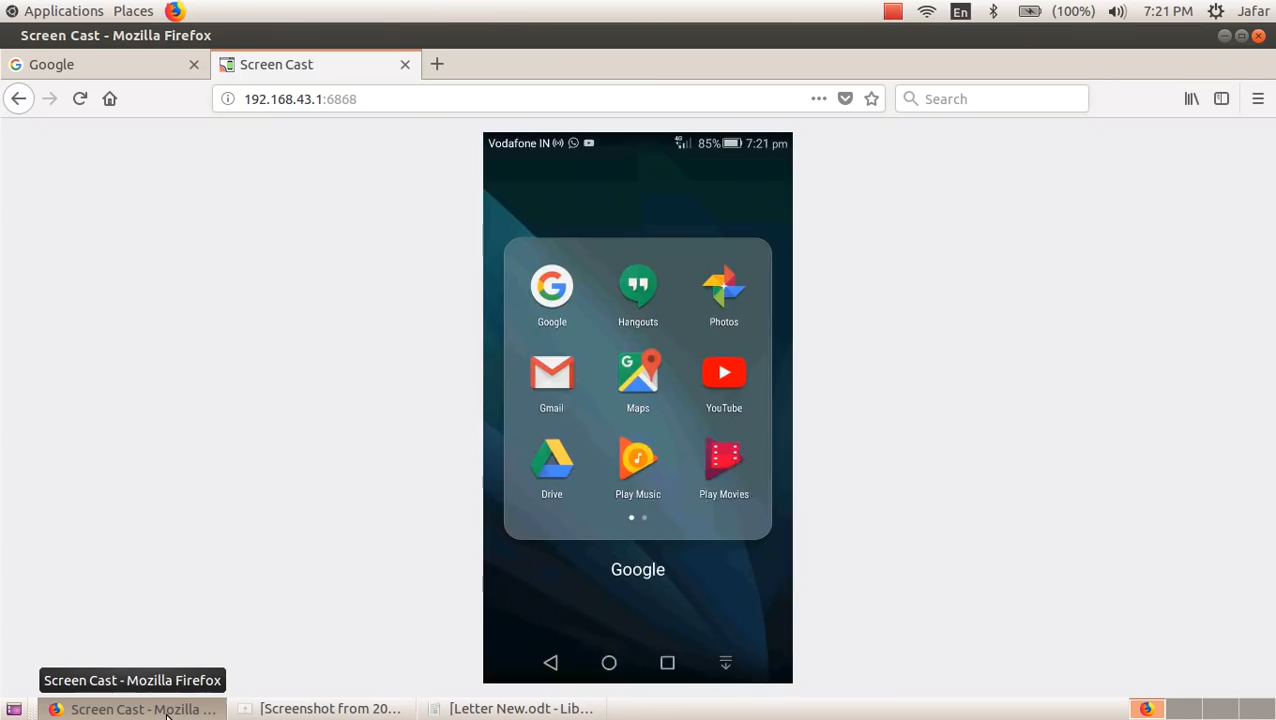 Applications Places En (100%) 7:21 PM Jafar
Screen Cast - Mozilla Firefox
Google Screen Cast
192.168.43.1:6868 Search
Vodafone IN 4G 85% 7:21 pm
Google Hangouts Photos
Gmail Maps YouTube
Drive Play Music Play Movies
Google
Screen Cast - Mozilla Firefox
Screen Cast - Mozilla ... [Screenshot from 20... [Letter New.odt - Lib...